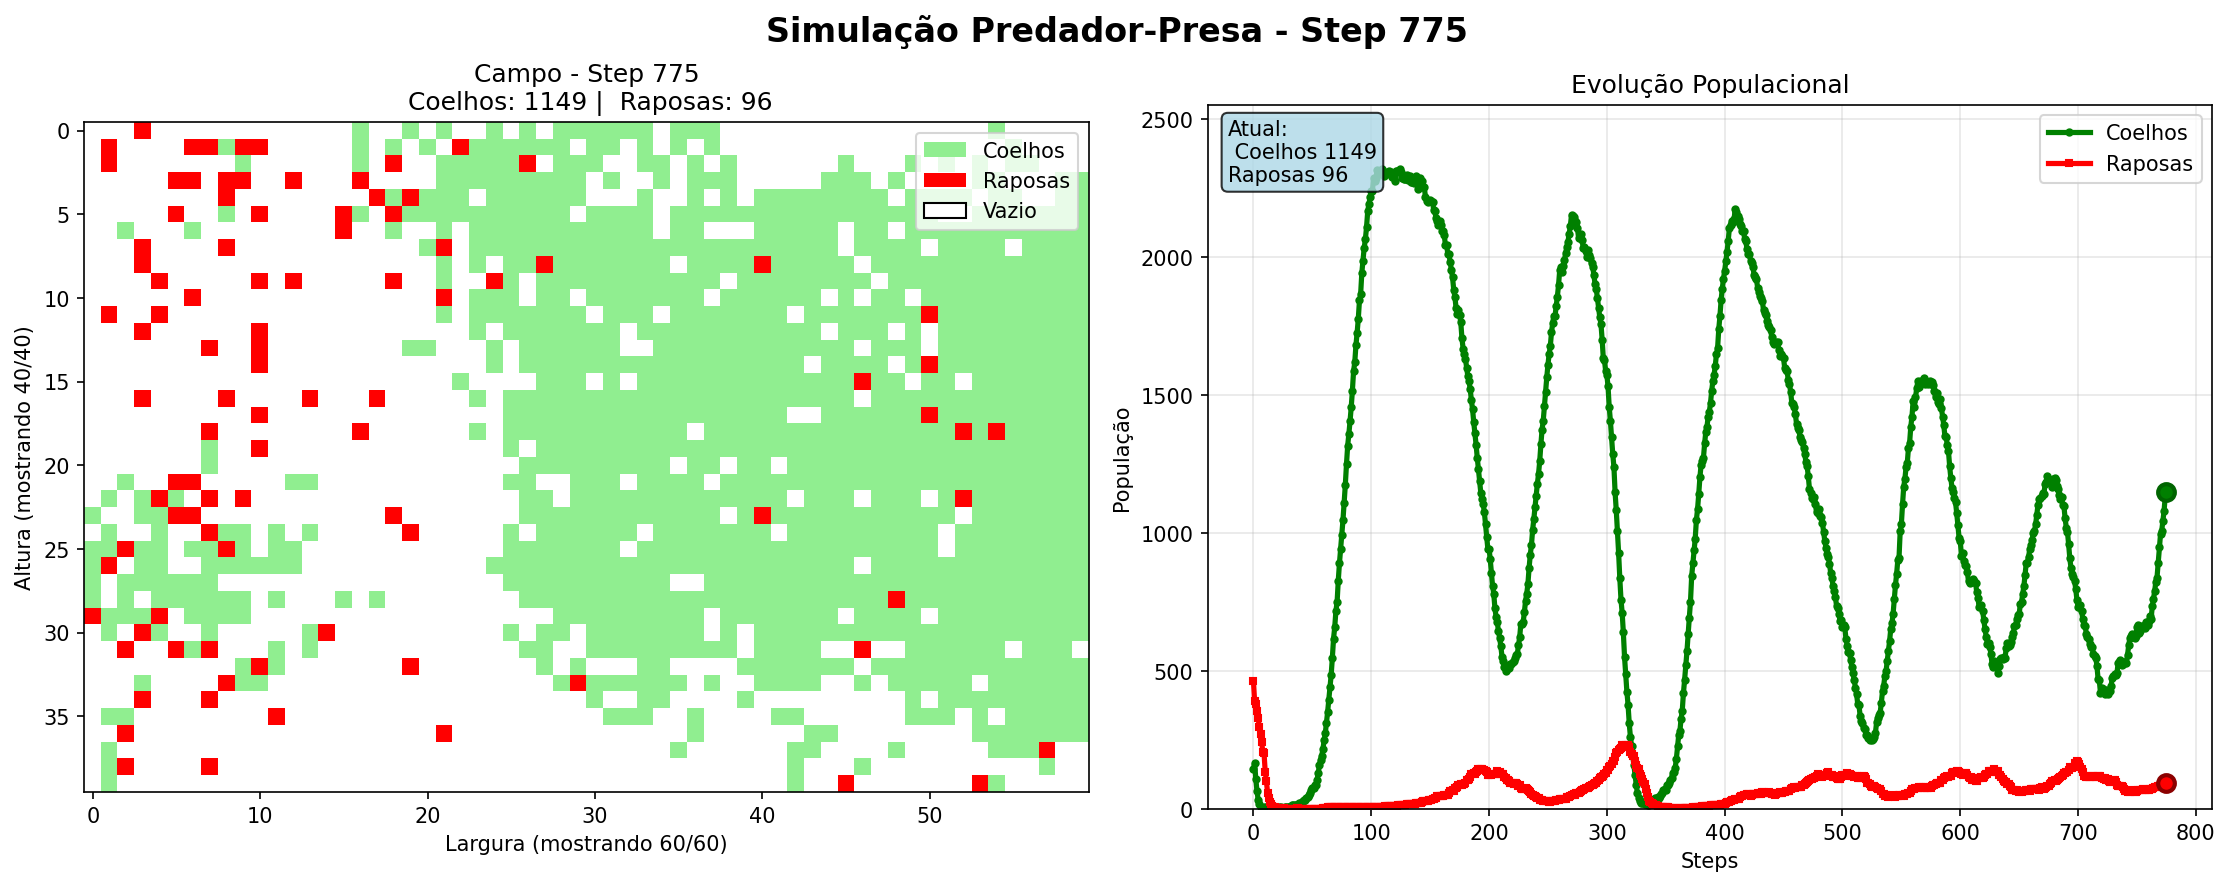 Simulação Predador-Presa - Step 775
Campo - Step 775
Coelhos: 1149 |  Raposas: 96
Coelhos
Raposas
Vazio
0
5
10
15
20
25
30
35
Altura (mostrando 40/40)
0
10
20
30
40
50
Largura (mostrando 60/60)
Evolução Populacional
Atual:
Coelhos 1149
Raposas 96
Coelhos
Raposas
2500
2000
1500
1000
500
0
População
0
100
200
300
400
500
600
700
800
Steps